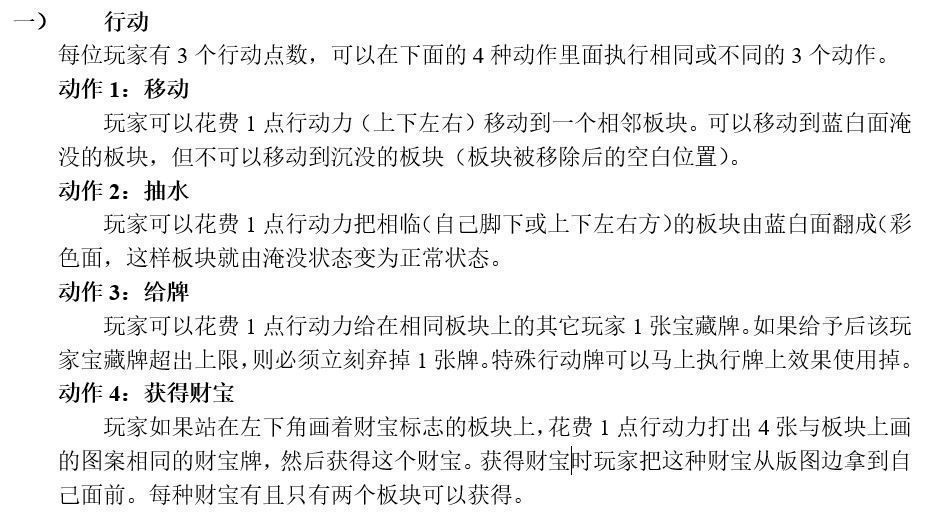 一） 行动
每位玩家有 3 个行动点数，可以在下面的 4 种动作里面执行相同或不同的 3 个动作。
动作 1：移动
玩家可以花费 1 点行动力（上下左右）移动到一个相邻板块。可以移动到蓝白面淹
没的板块，但不可以移动到沉没的板块（板块被移除后的空白位置）。
动作 2：抽水
玩家可以花费 1 点行动力把相临（自己脚下或上下左右方）的板块由蓝白面翻成（彩
色面，这样板块就由淹没状态变为正常状态。
动作 3：给牌
玩家可以花费 1 点行动力给在相同板块上的其它玩家 1 张宝藏牌。如果给予后该玩
家宝藏牌超出上限，则必须立刻弃掉 1 张牌。特殊行动牌可以马上执行牌上效果使用掉。
动作 4：获得财宝
玩家如果站在左下角画着财宝标志的板块上，花费 1 点行动力打出 4 张与板块上画
的图案相同的财宝牌，然后获得这个财宝。获得财宝时玩家把这种财宝从版图边拿到自
己面前。每种财宝有且只有两个板块可以获得。